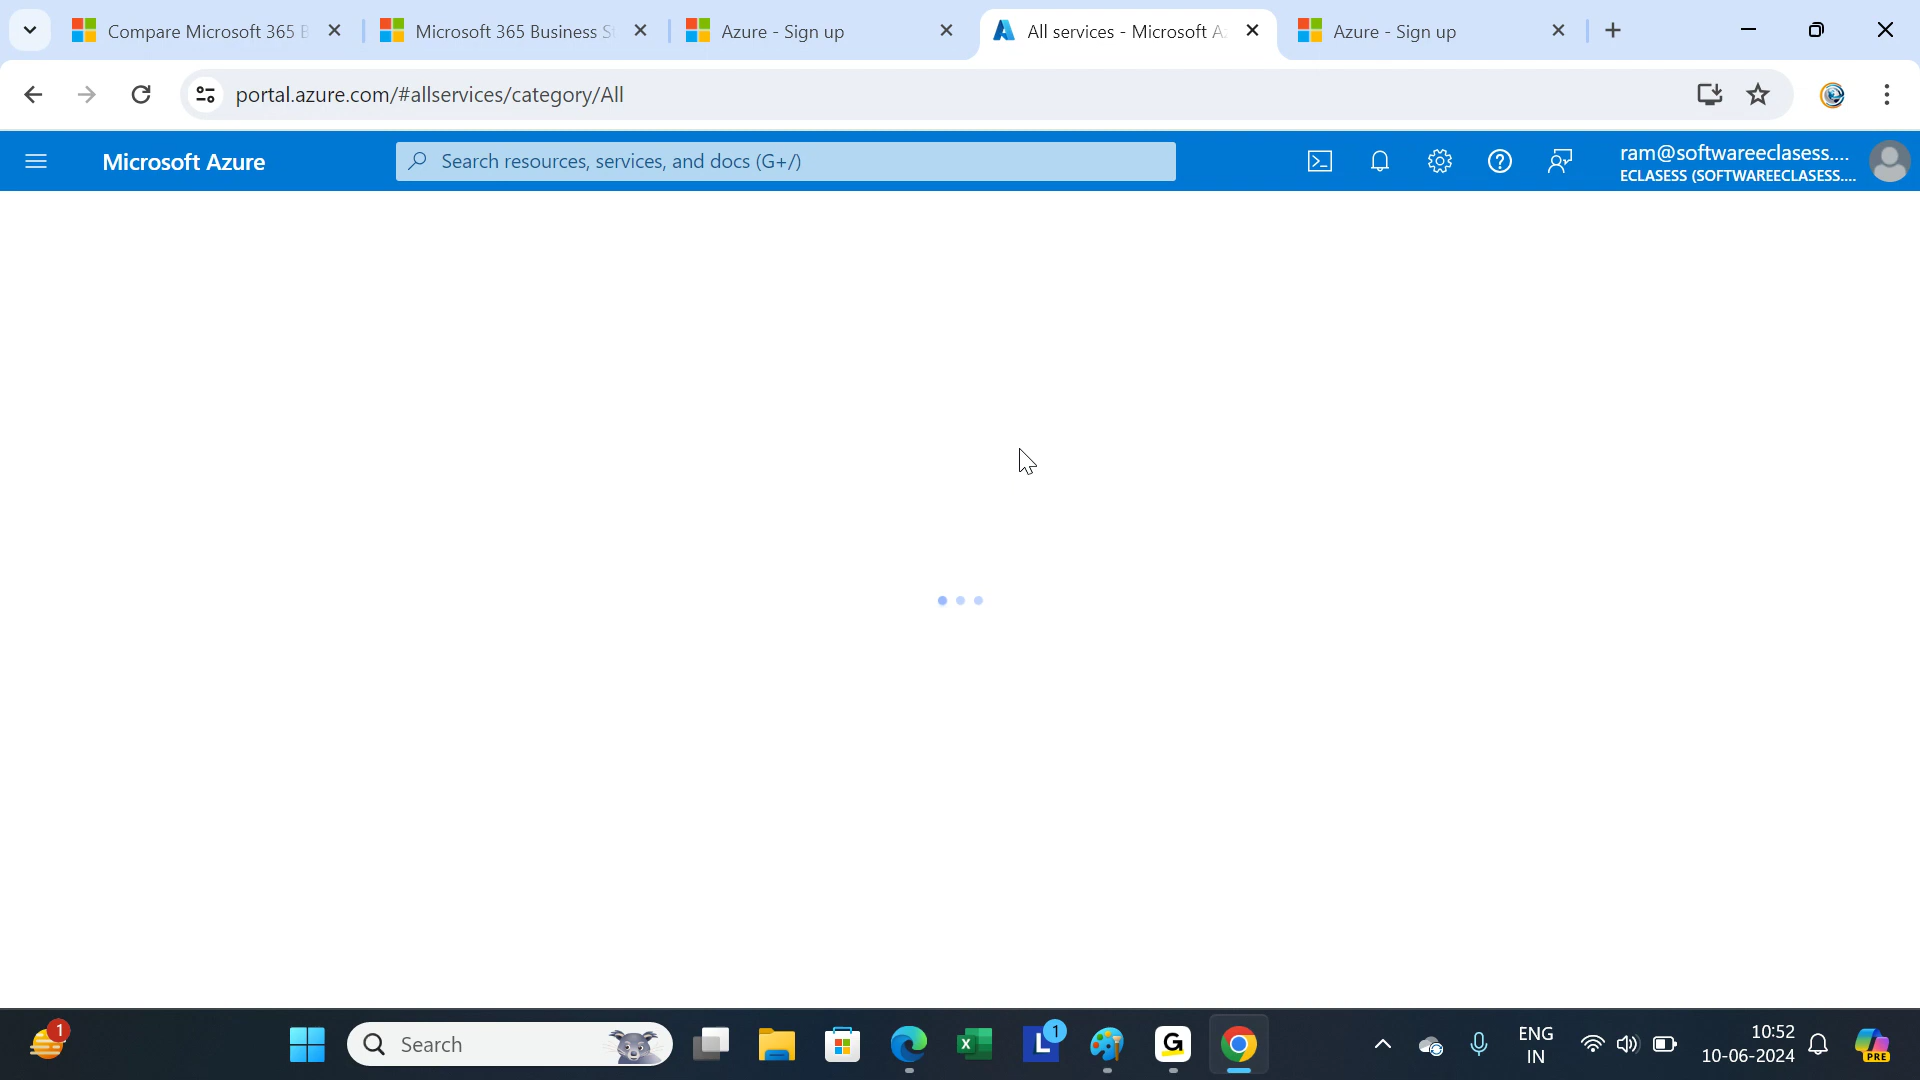 Compare Microsoft 365 B
Microsoft 365 Business St
Azure - Sign up
All services - Microsoft A
Azure - Sign up
portal.azure.com/#allservices/category/All
Microsoft Azure
Search resources, services, and docs (G+/)
ram@softwareeclasess....
ECLASESS (SOFTWAREECLASESS....
1
Search
X
L
1
G
ENG
IN
10:52
10-06-2024
PRE